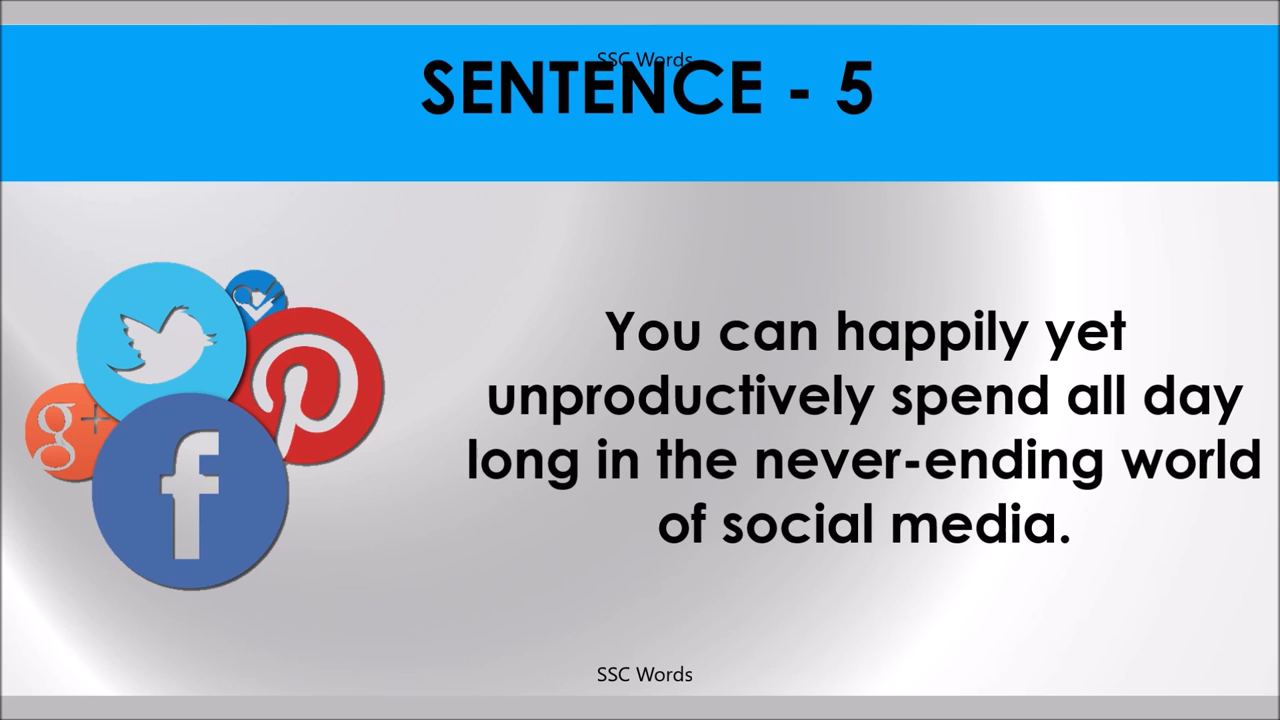 SSC Words
SENTENCE - 5
You can happily yet
unproductively spend all day
long in the never-ending world
of social media.
g+
f
SSC Words